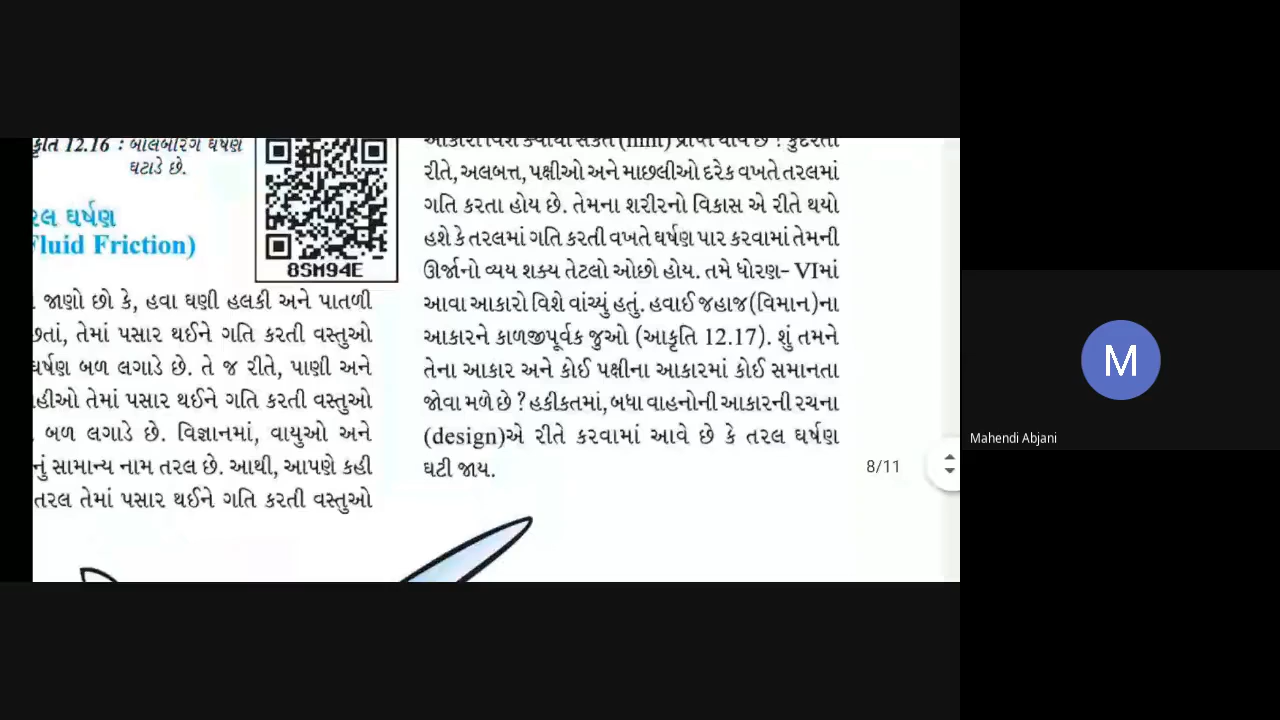 કૃતિ 12.16 : બોલબેરિંગ ઘર્ષણ
ઘટાડે છે.
8SM94E
રલ ઘર્ષણ
Fluid Friction)
જાણો છો કે, હવા ઘણી હલકી અને પાતળી
છતાં, તેમાં પસાર થઈને ગતિ કરતી વસ્તુઓ
ઘર્ષણ બળ લગાડે છે. તે જ રીતે, પાણી અને
હીઓ તેમાં પસાર થઈને ગતિ કરતી વસ્તુઓ
બળ લગાડે છે. વિજ્ઞાનમાં, વાયુઓ અને
નું સામાન્ય નામ તરલ છે. આથી, આપણે કહી
તરલ તેમાં પસાર થઈને ગતિ કરતી વસ્તુઓ
આકારો વિશે ક્યાંથી સંકેત (hint) પ્રાપ્ત થાય છે ? કુદરતી
રીતે, અલબત્ત, પક્ષીઓ અને માછલીઓ દરેક વખતે તરલમાં
ગતિ કરતા હોય છે. તેમના શરીરનો વિકાસ એ રીતે થયો
હશે કે તરલમાં ગતિ કરતી વખતે ઘર્ષણ પાર કરવામાં તેમની
ઊર્જાનો વ્યય શક્ય તેટલો ઓછો હોય. તમે ધોરણ- VIમાં
આવા આકારો વિશે વાંચ્યું હતું. હવાઈ જહાજ(વિમાન)ના
આકારને કાળજીપૂર્વક જુઓ (આકૃતિ 12.17). શું તમને
તેના આકાર અને કોઈ પક્ષીના આકારમાં કોઈ સમાનતા
જોવા મળે છે ? હકીકતમાં, બધા વાહનોની આકારની રચના
(design)એ રીતે કરવામાં આવે છે કે તરલ ઘર્ષણ
ઘટી જાય.
8/11
M
Mahendi Abjani